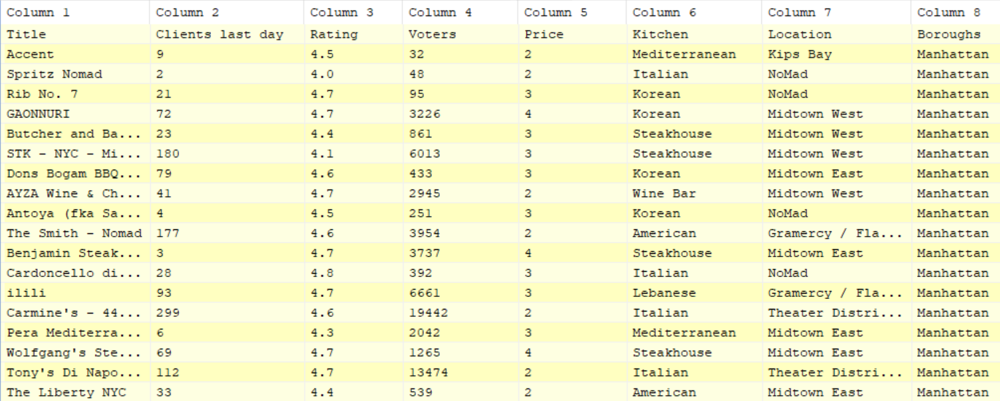 Column 1 Column 2 Column 3 Column 4 Column 5 Column 6 Column 7 Column 8
Title Clients last day Rating Voters Price Kitchen Location Boroughs
Accent 9 4.5 32 2 Mediterranean Kips Bay Manhattan
Spritz Nomad 2 4.0 48 2 Italian NoMad Manhattan
Rib No. 7 21 4.7 95 3 Korean NoMad Manhattan
GAONNURI 72 4.7 3226 4 Korean Midtown West Manhattan
Butcher and Ba... 23 4.4 861 3 Steakhouse Midtown West Manhattan
STK - NYC - Mi... 180 4.1 6013 3 Steakhouse Midtown West Manhattan
Dons Bogam BBQ... 79 4.6 433 3 Korean Midtown East Manhattan
AYZA Wine & Ch... 41 4.7 2945 2 Wine Bar Midtown West Manhattan
Antoya (fka Sa... 4 4.5 251 3 Korean NoMad Manhattan
The Smith - Nomad 177 4.6 3954 2 American Gramercy / Fla... Manhattan
Benjamin Steak... 3 4.7 3737 4 Steakhouse Midtown East Manhattan
Cardoncello di... 28 4.8 392 3 Italian NoMad Manhattan
ilili 93 4.7 6661 3 Lebanese Gramercy / Fla... Manhattan
Carmine's - 44... 299 4.6 19442 2 Italian Theater Distri... Manhattan
Pera Mediterra... 6 4.3 2042 3 Mediterranean Midtown East Manhattan
Wolfgang's Ste... 69 4.7 1265 4 Steakhouse Midtown East Manhattan
Tony's Di Napo... 112 4.7 13474 2 Italian Theater Distri... Manhattan
The Liberty NYC 33 4.4 539 2 American Midtown East Manhattan